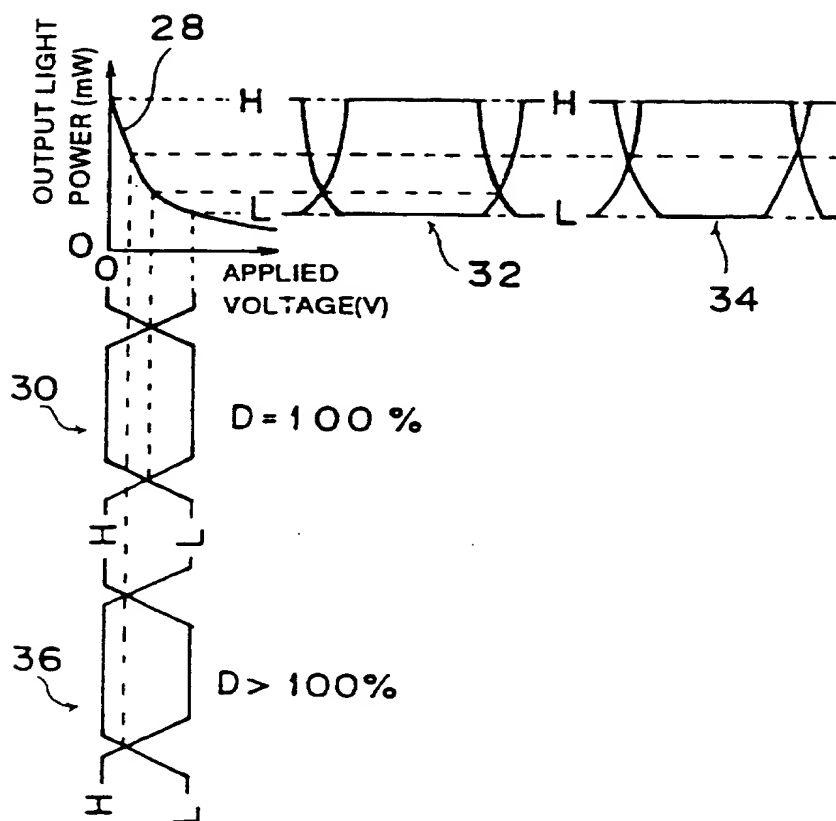 28
OUTPUT LIGHT
POWER (mW)
H
H
L
L
O
O
APPLIED
VOLTAGE(V)
32
34
30
D=100%
H
L
36
D>100%
H
L